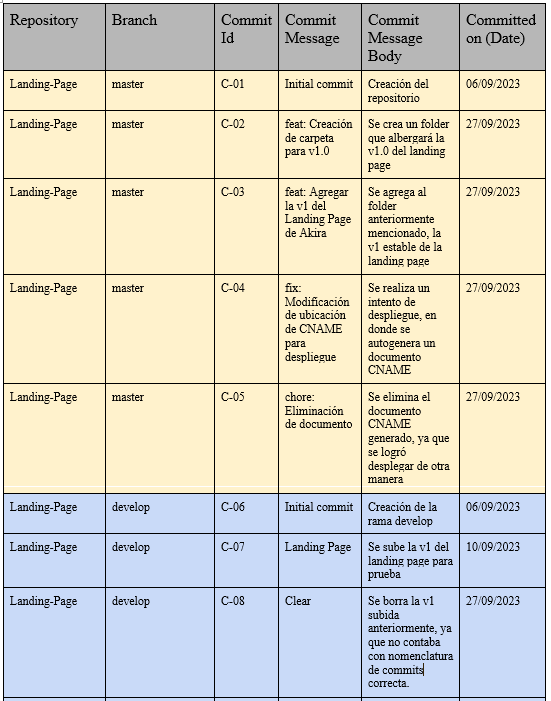 Repository Branch Commit Id Commit Message Commit Message Body Committed on (Date)
Landing-Page master C-01 Initial commit Creación del repositorio 06/09/2023
Landing-Page master C-02 feat: Creación de carpeta para v1.0 Se crea un folder que albergará la v1.0 del landing page 27/09/2023
Landing-Page master C-03 feat: Agregar la v1 del Landing Page de Akira Se agrega al folder anteriormente mencionado, la v1 estable de la landing page 27/09/2023
Landing-Page master C-04 fix: Modificación de ubicación de CNAME para despliegue Se realiza un intento de despliegue, en donde se autogenera un documento CNAME 27/09/2023
Landing-Page master C-05 chore: Eliminación de documento Se elimina el documento CNAME generado, ya que se logró desplegar de otra manera 27/09/2023
Landing-Page develop C-06 Initial commit Creación de la rama develop 06/09/2023
Landing-Page develop C-07 Landing Page Se sube la v1 del landing page para prueba 10/09/2023
Landing-Page develop C-08 Clear Se borra la v1 subida anteriormente, ya que no contaba con nomenclatura de commits correcta. 27/09/2023